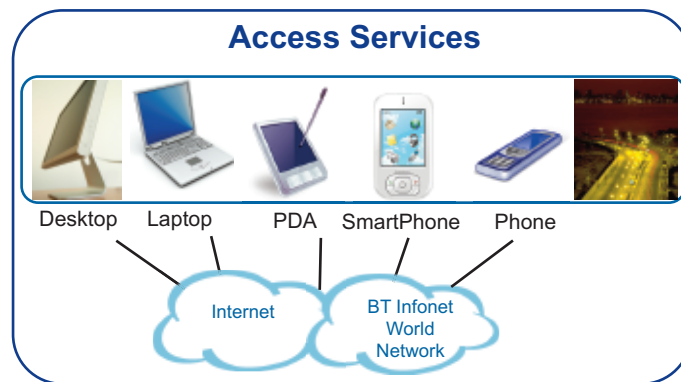 Access Services
Desktop Laptop PDA SmartPhone Phone
Internet
BT Infonet
World
Network